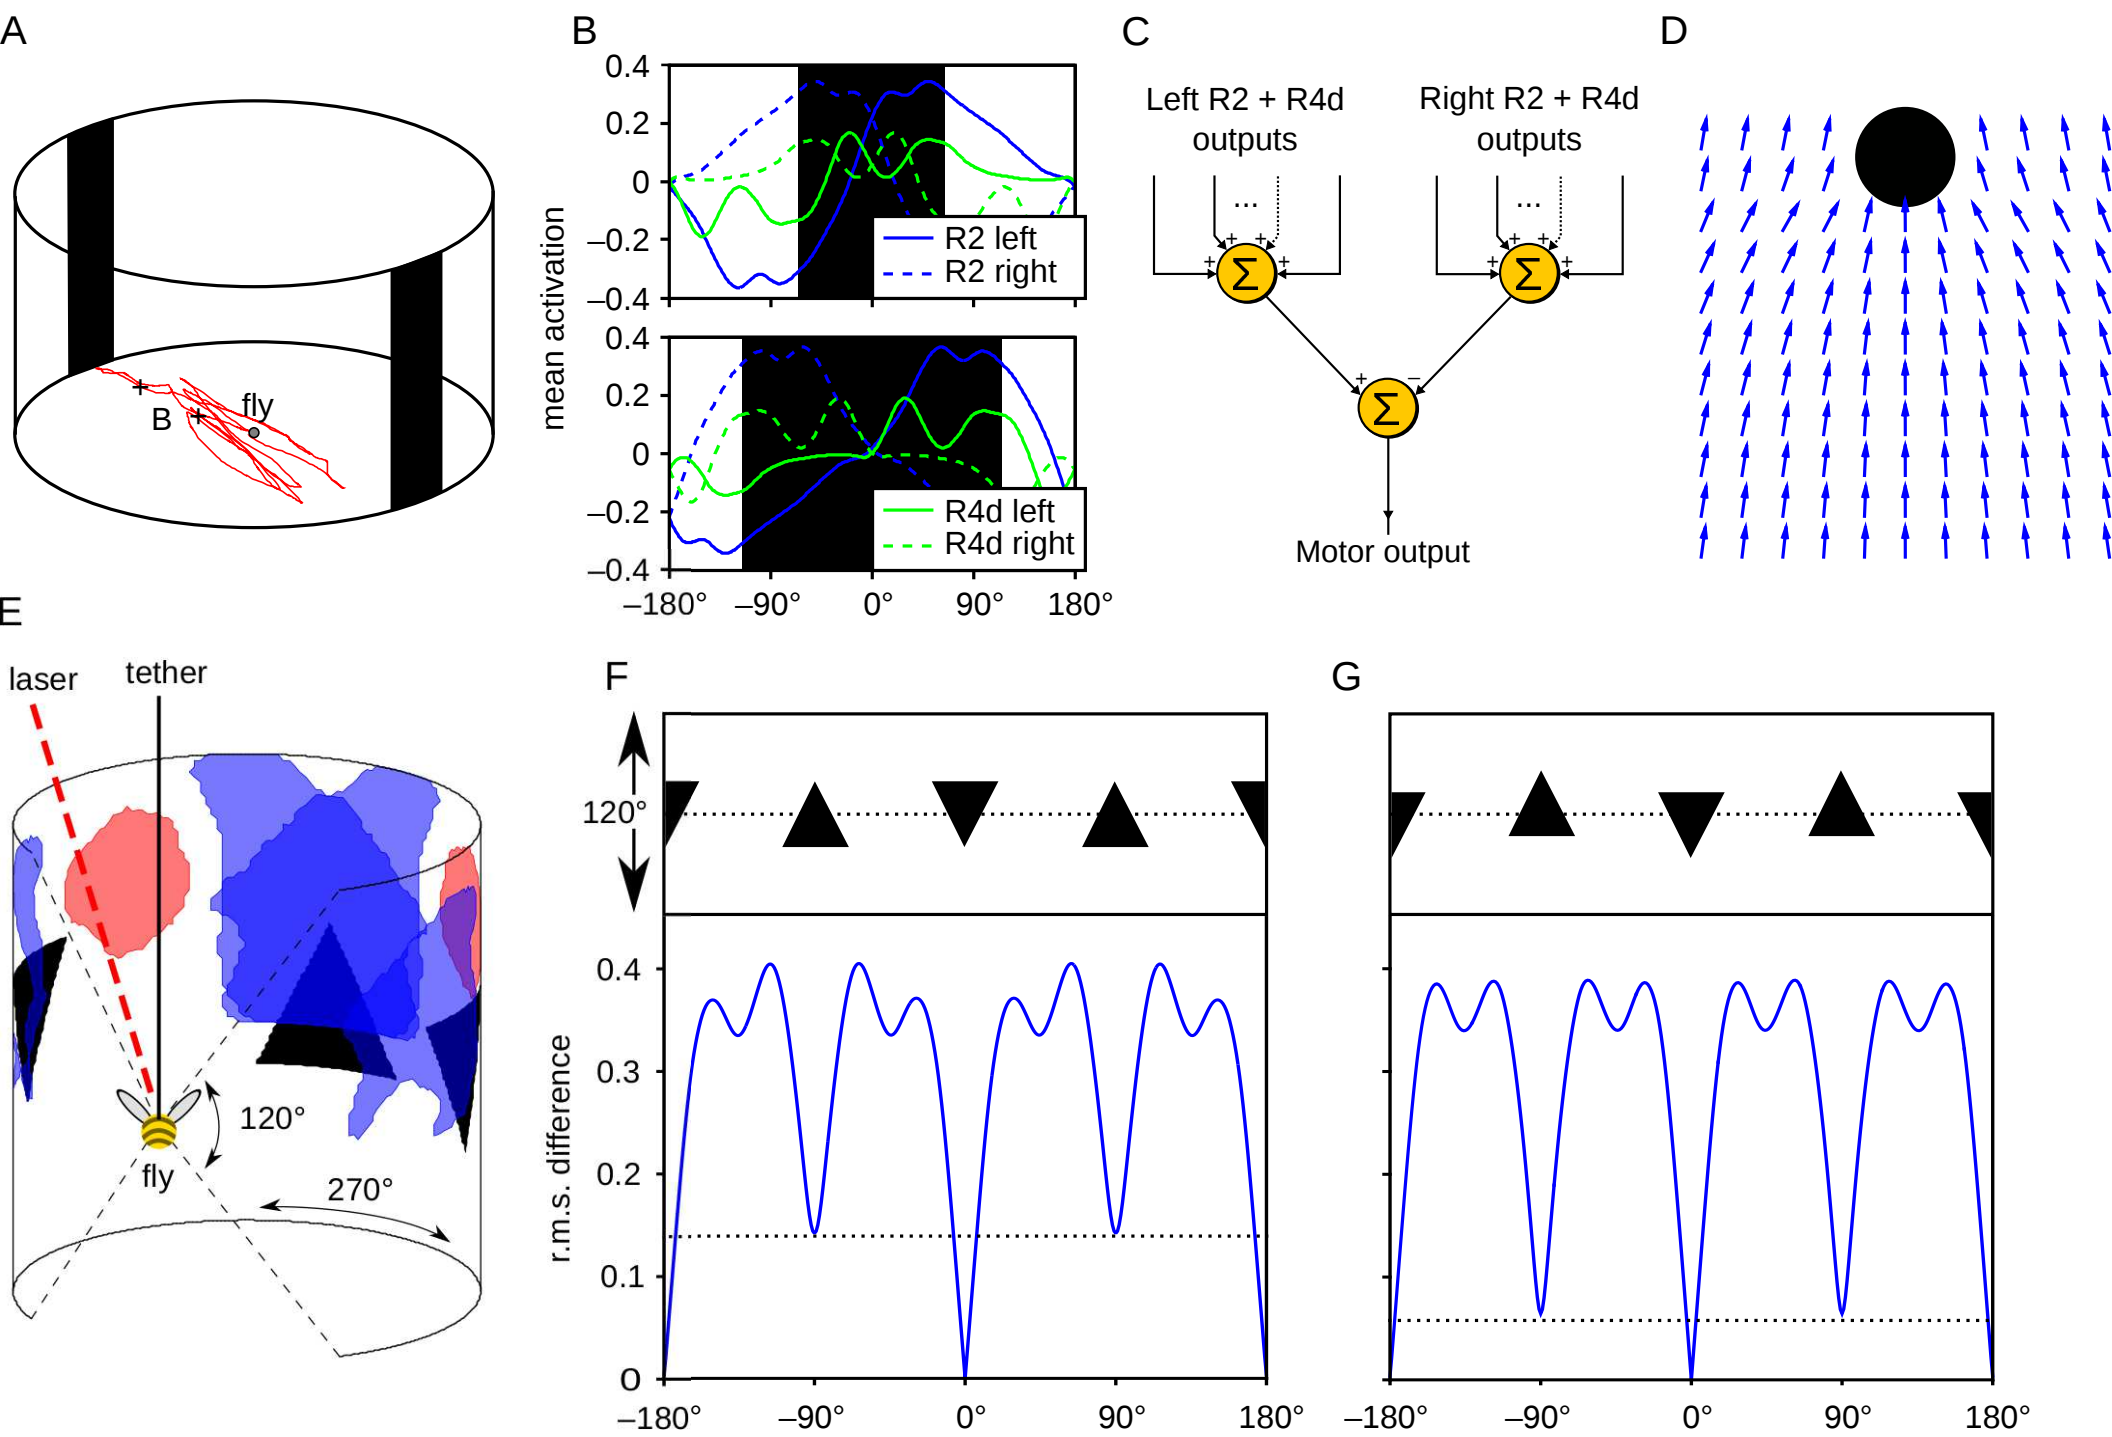 A
fly
B
B
0.4
0.2
0
–0.2
–0.4
R2 left
R2 right
mean activation
0.4
0.2
0
–0.2
–0.4
R4d left
R4d right
–180° –90° 0° 90° 180°
C
Left R2 + R4d
outputs
Right R2 + R4d
outputs
...
...
+ + + +
+ + + +
Σ
Σ
+ –
Σ
Motor output
D
E
laser
tether
120°
fly
270°
F
120°
r.m.s. difference
0.4
0.3
0.2
0.1
0
–180° –90° 0° 90° 180°
G
–180° –90° 0° 90° 180°